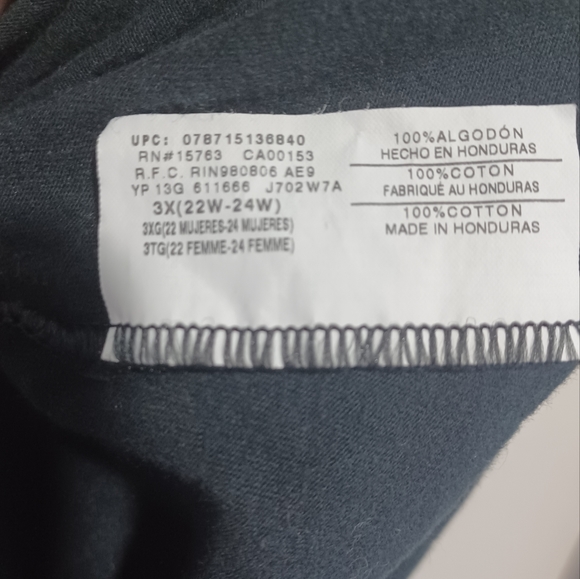 UPC: 078715136840
RN#15763 CA00153
R.F.C. RIN980806 AE9
YP 13G 611666 J702W7A
3X(22W-24W)
3XG(22 MUJERES-24 MUJERES)
3TG(22 FEMME-24 FEMME)
100%ALGODÓN
HECHO EN HONDURAS
100%COTON
FABRIQUÉ AU HONDURAS
100%COTTON
MADE IN HONDURAS